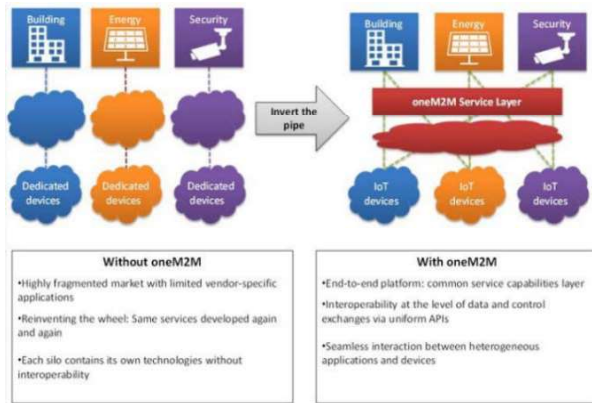 Building Energy Security
Building Energy Security
oneM2M Service Layer
Invert the
pipe
Dedicated Dedicated Dedicated
devices devices devices
IoT IoT IoT
devices devices devices
Without oneM2M
•Highly fragmented market with limited vendor-specific
applications
•Reinventing the wheel: Same services developed again
and again
•Each silo contains its own technologies without
interoperability
With oneM2M
•End-to-end platform: common service capabilities layer
•Interoperability at the level of data and control
exchanges via uniform APIs
•Seamless interaction between heterogeneous
applications and devices